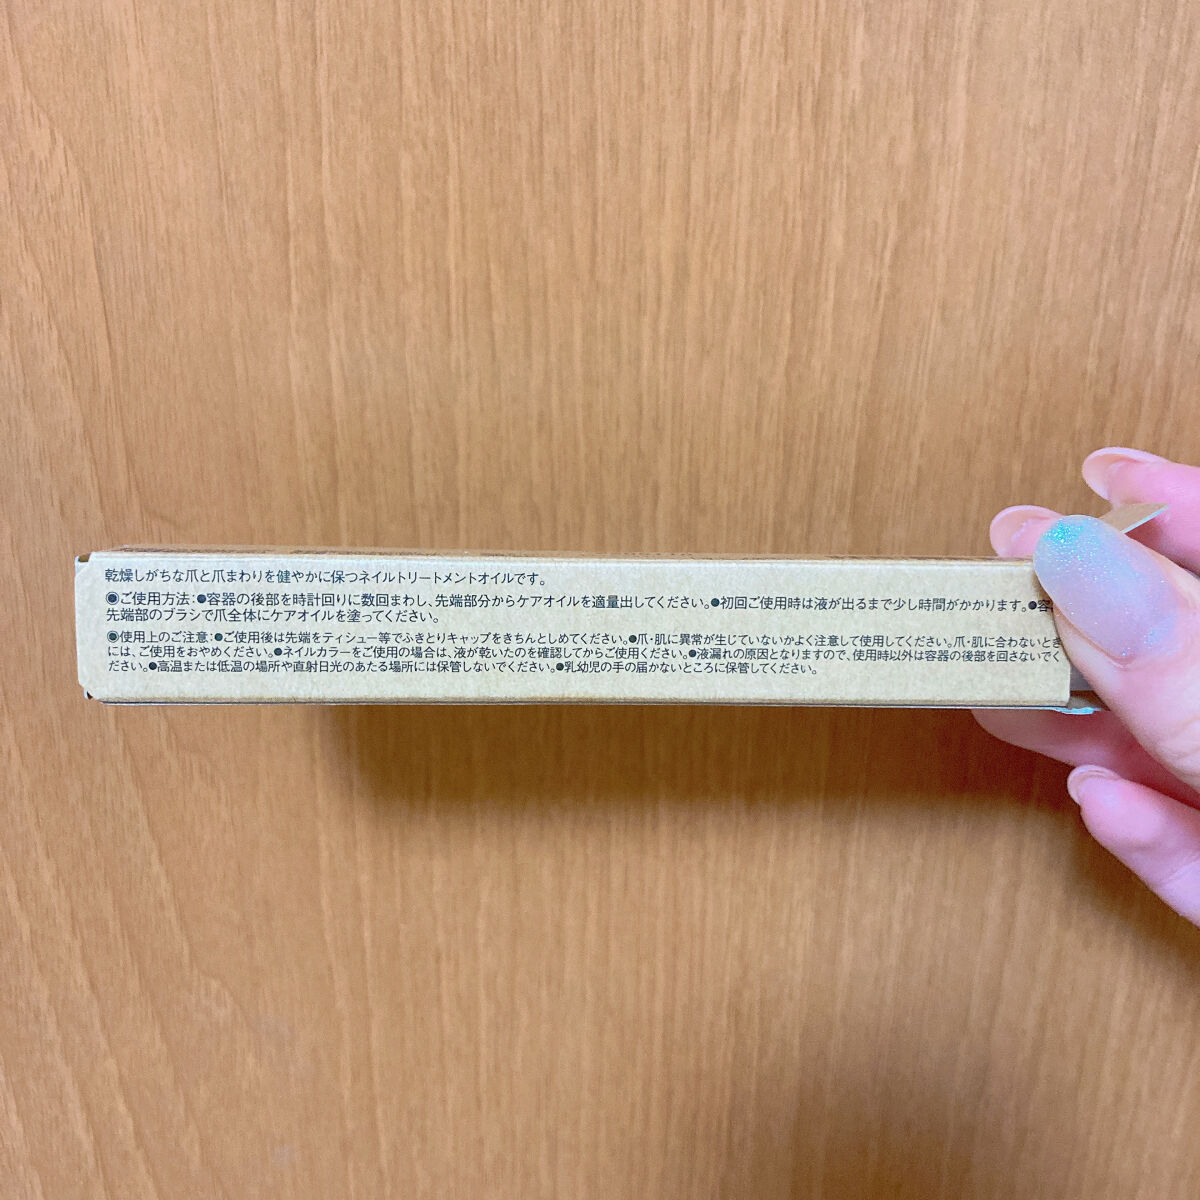 乾燥しがちな爪と爪まわりを健やかに保つネイルトリートメントオイルです。
◉ご使用方法：●容器の後部を時計回りに数回まわし、先端部分からケアオイルを適量出してください。●初回ご使用時は液が出るまで少し時間がかかります。●容
先端部のブラシで爪全体にケアオイルを塗ってください。
◉使用上のご注意：●ご使用後は先端をティシュー等でふきとりキャップをきちんとしめてください。●爪・肌に異常が生じていないかよく注意して使用してください。爪・肌に合わないとき
には、ご使用をおやめください。●ネイルカラーをご使用の場合は、液が乾いたのを確認してからご使用ください。●液漏れの原因となりますので、使用時以外は容器の後部を回さないでく
ださい。●高温または低温の場所や直射日光のあたる場所には保管しないでください。●乳幼児の手の届かないところに保管してください。